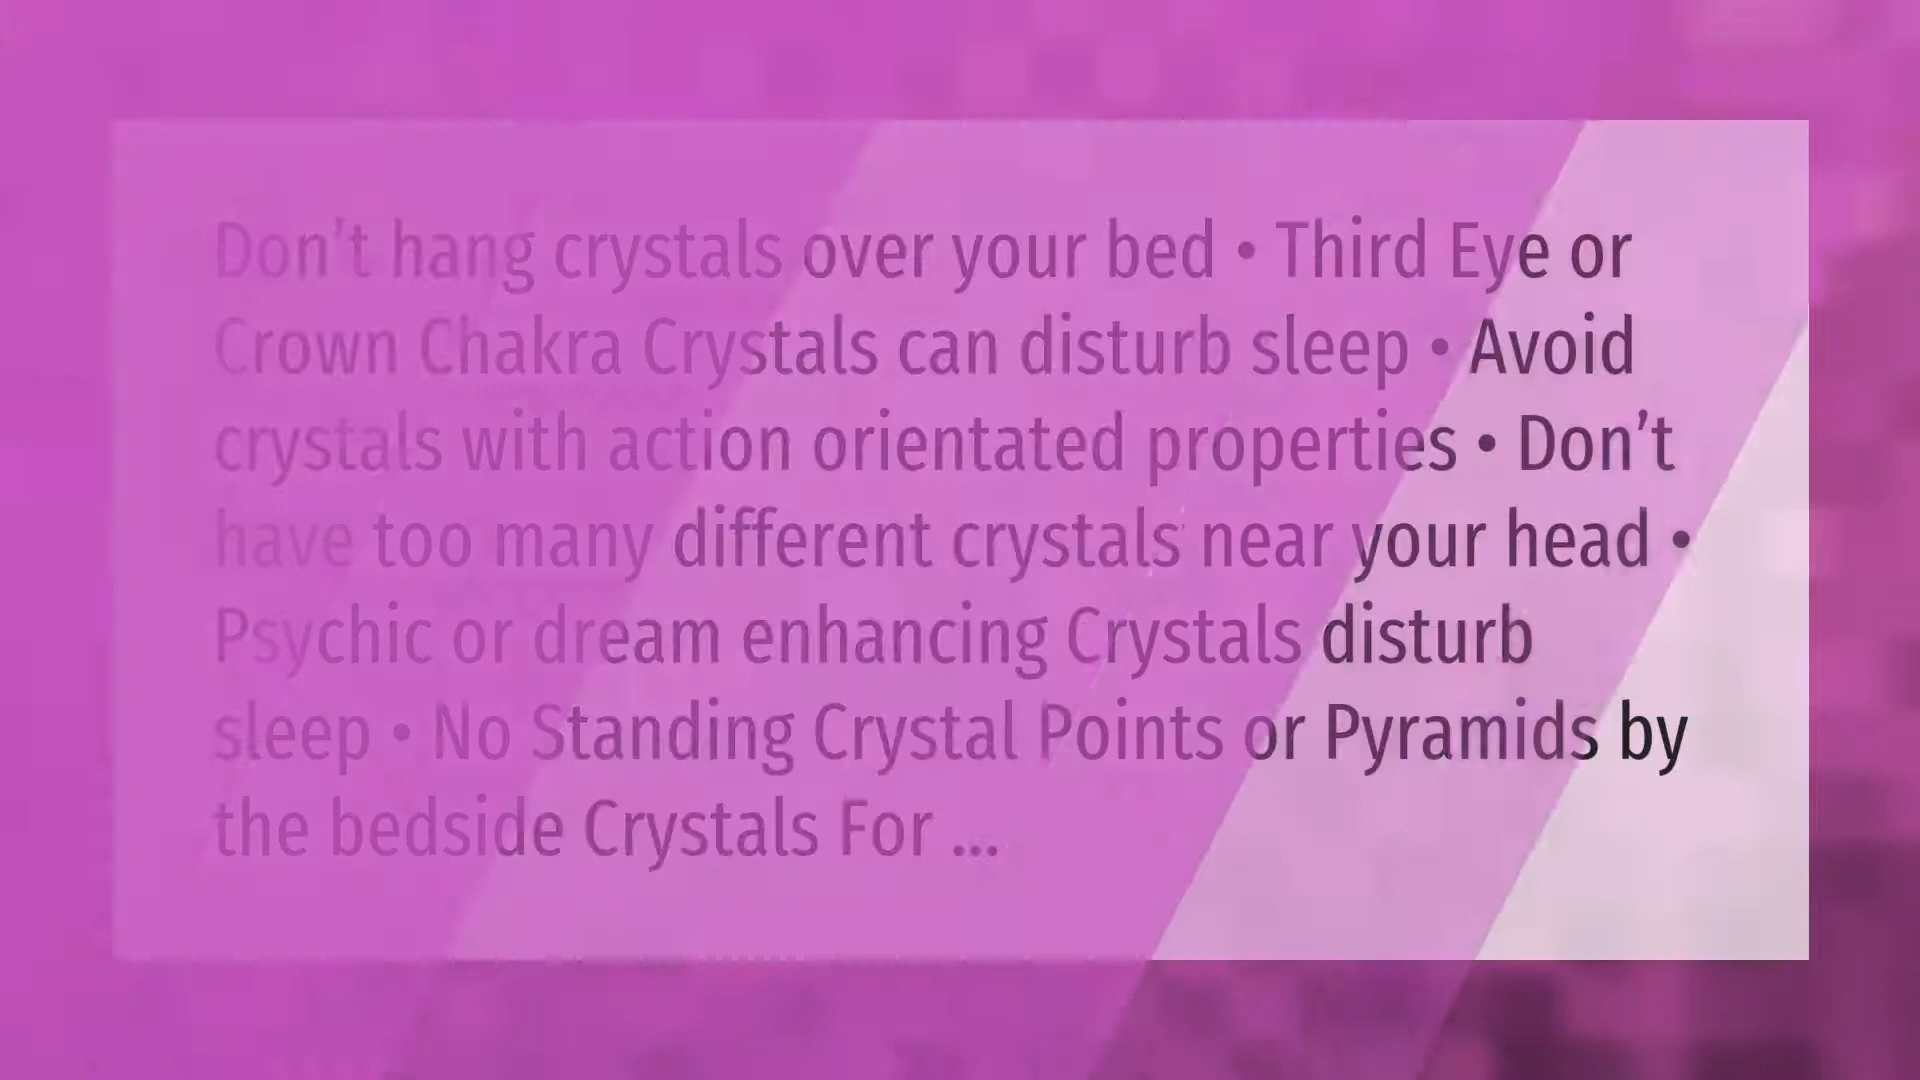 Don’t hang crystals over your bed • Third Eye or
Crown Chakra Crystals can disturb sleep • Avoid
crystals with action orientated properties • Don’t
have too many different crystals near your head •
Psychic or dream enhancing Crystals disturb
sleep • No Standing Crystal Points or Pyramids by
the bedside Crystals For ...